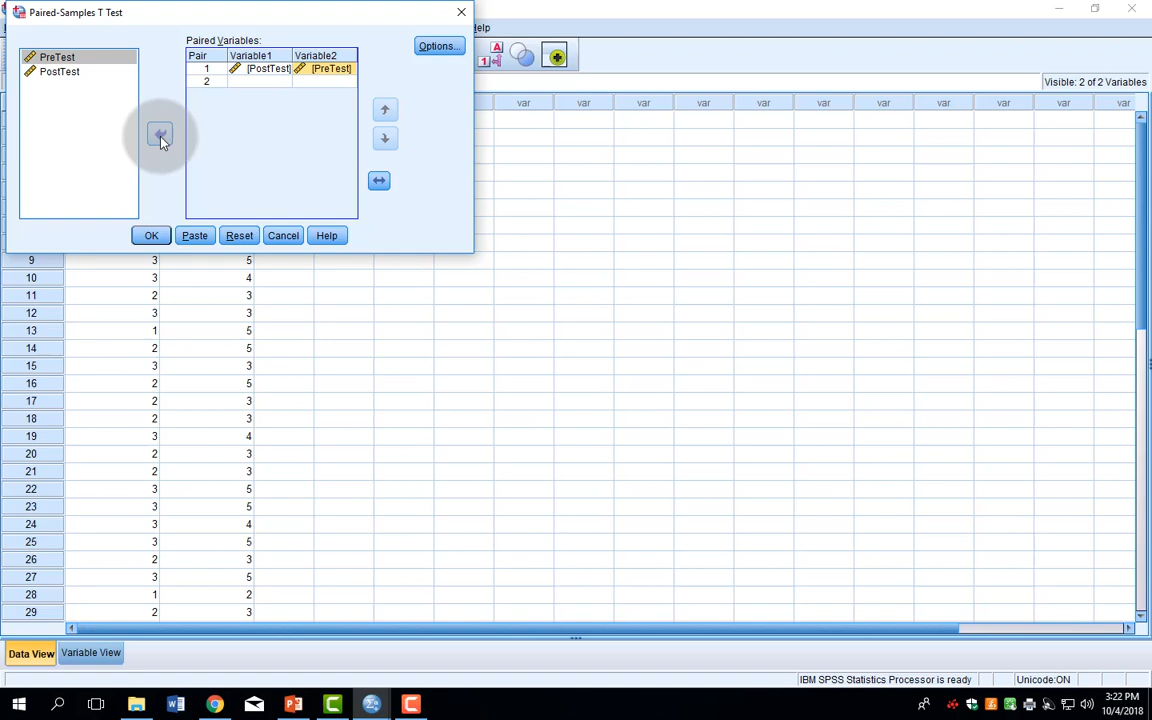 Paired-Samples T Test
elp
PreTest
PostTest
Paired Variables:
Pair Variable1 Variable2
1 [PostTest] [PreTest]
2
Options...
OK Paste Reset Cancel Help
Visible: 2 of 2 Variables
var var var var var var var var var var var
9 3 5
10 3 4
11 2 3
12 3 3
13 1 5
14 2 5
15 3 3
16 2 5
17 2 3
18 2 3
19 3 4
20 2 3
21 2 3
22 3 5
23 3 5
24 3 4
25 3 5
26 2 3
27 3 5
28 1 2
29 2 3
Data View Variable View
IBM SPSS Statistics Processor is ready Unicode:ON
3:22 PM
10/4/2018